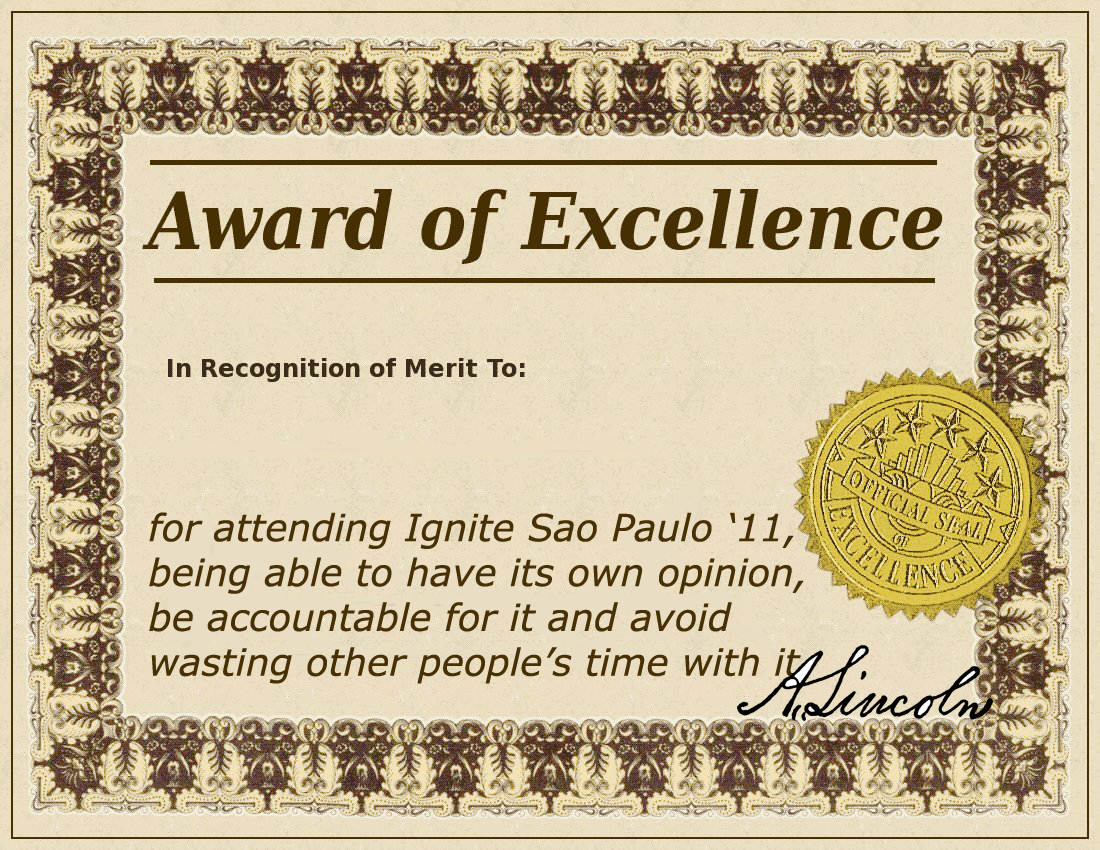 Award of Excellence
In Recognition of Merit To:
for attending Ignite Sao Paulo ‘11,
being able to have its own opinion,
be accountable for it and avoid
wasting other people’s time with it
OFFICIAL SEAL
OF
EXCELLENCE
A. Lincoln